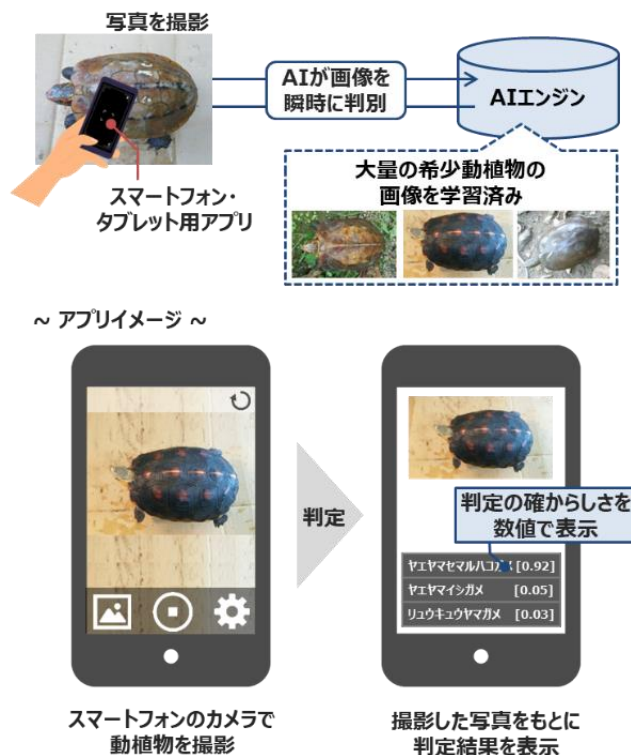 写真を撮影
AIが画像を
瞬時に判別
AIエンジン
スマートフォン・
タブレット用アプリ
大量の希少動植物の
画像を学習済み
~ アプリイメージ ~
判定
判定の確からしさを
数値で表示
ヤエヤマセマルハコガメ [0.92]
ヤエヤマイシガメ [0.05]
リュウキュウヤマガメ [0.03]
スマートフォンのカメラで
動植物を撮影
撮影した写真をもとに
判定結果を表示